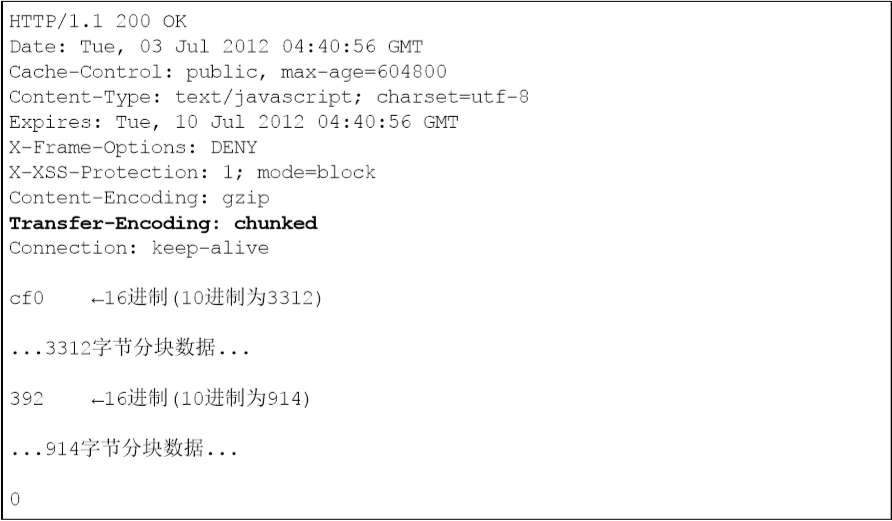 HTTP/1.1 200 OK
Date: Tue, 03 Jul 2012 04:40:56 GMT
Cache-Control: public, max-age=604800
Content-Type: text/javascript; charset=utf-8
Expires: Tue, 10 Jul 2012 04:40:56 GMT
X-Frame-Options: DENY
X-XSS-Protection: 1; mode=block
Content-Encoding: gzip
Transfer-Encoding: chunked
Connection: keep-alive
cf0 ←16进制(10进制为3312)
...3312字节分块数据...
392 ←16进制(10进制为914)
...914字节分块数据...
0